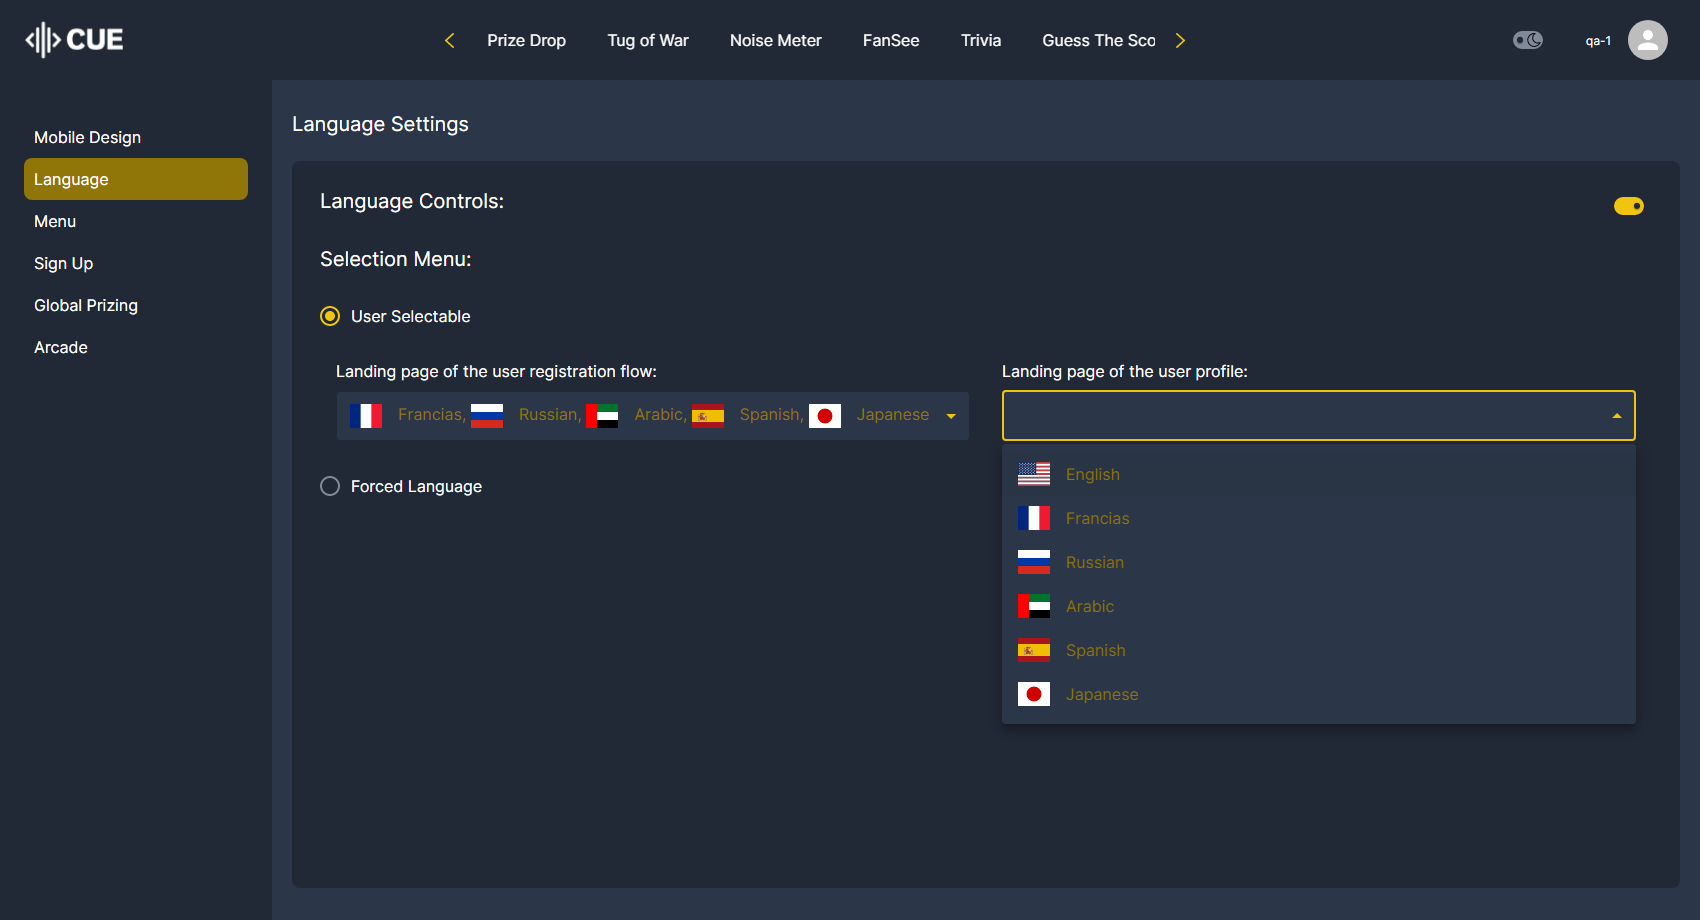 CUE
Prize Drop
Tug of War
Noise Meter
FanSee
Trivia
Guess The Sco
qa-1
Mobile Design
Language
Menu
Sign Up
Global Prizing
Arcade
Language Settings
Language Controls:
Selection Menu:
User Selectable
Landing page of the user registration flow:
Francias, Russian, Arabic, Spanish, Japanese
Forced Language
Landing page of the user profile:
English
Francias
Russian
Arabic
Spanish
Japanese